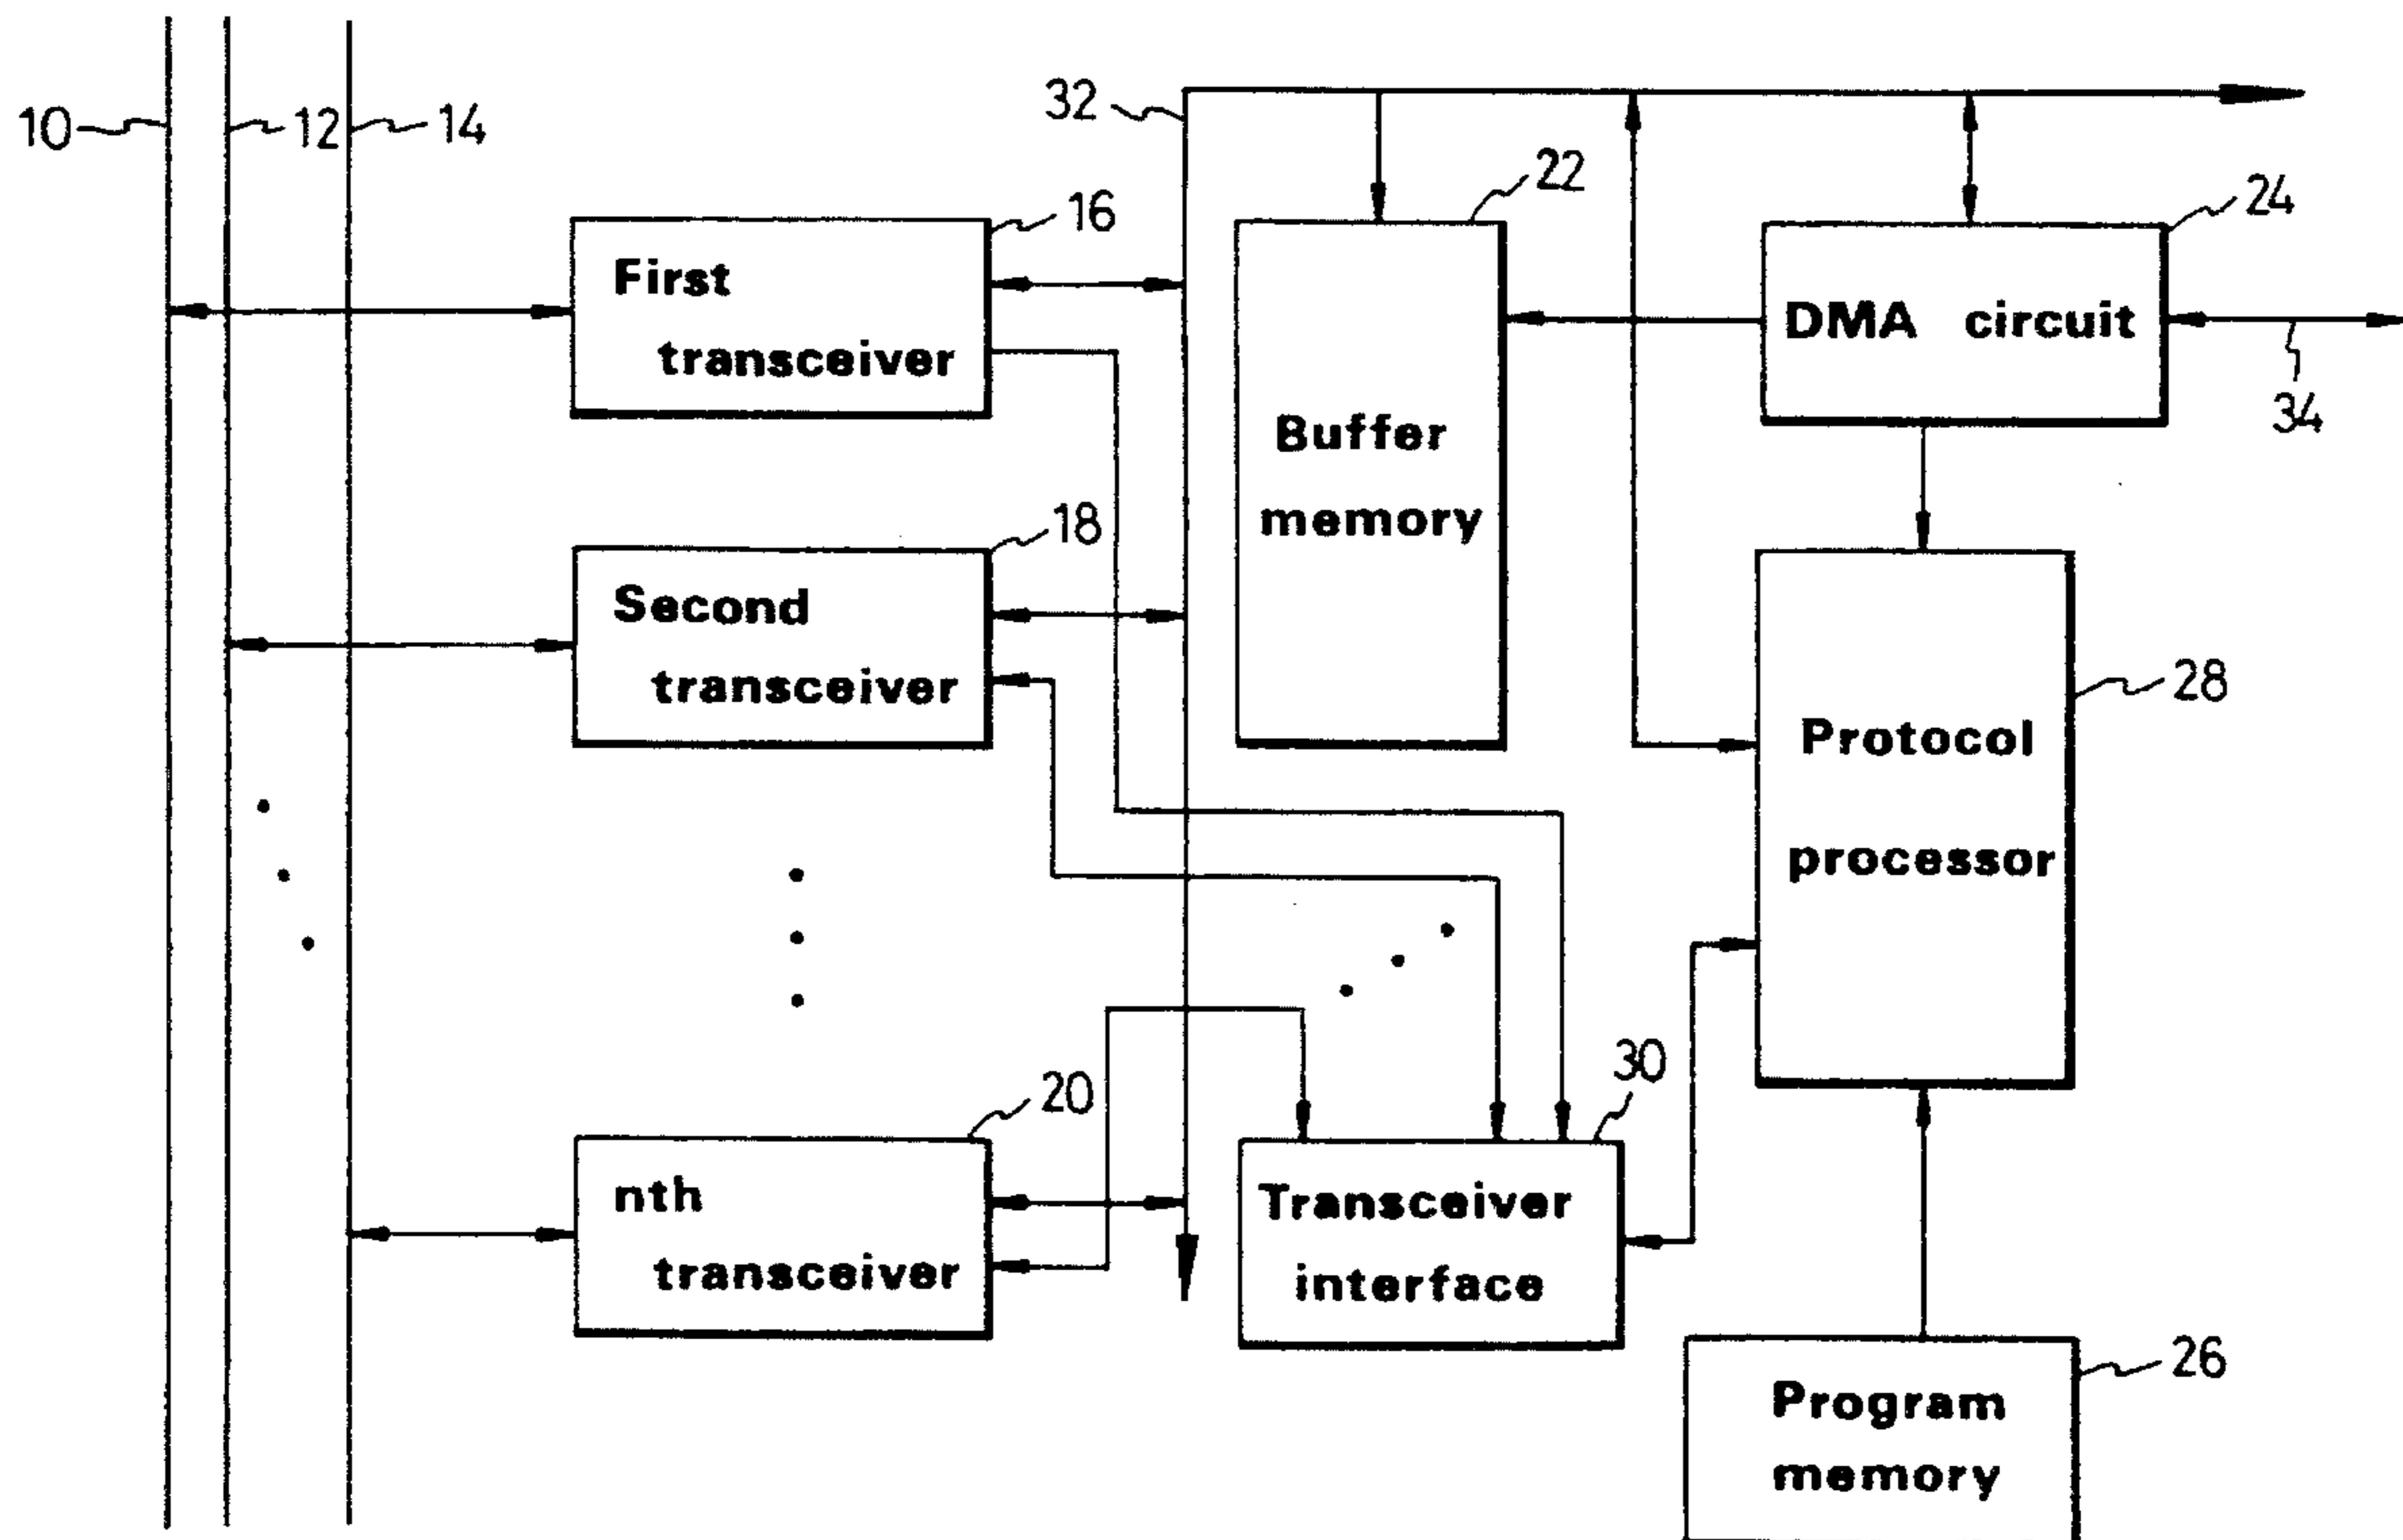 10
12
14
32
16
22
24
First
transceiver
DMA circuit
34
Buffer
memory
18
Second
transceiver
28
Protocol
processor
30
20
nth
transceiver
Transceiver
interface
26
Program
memory